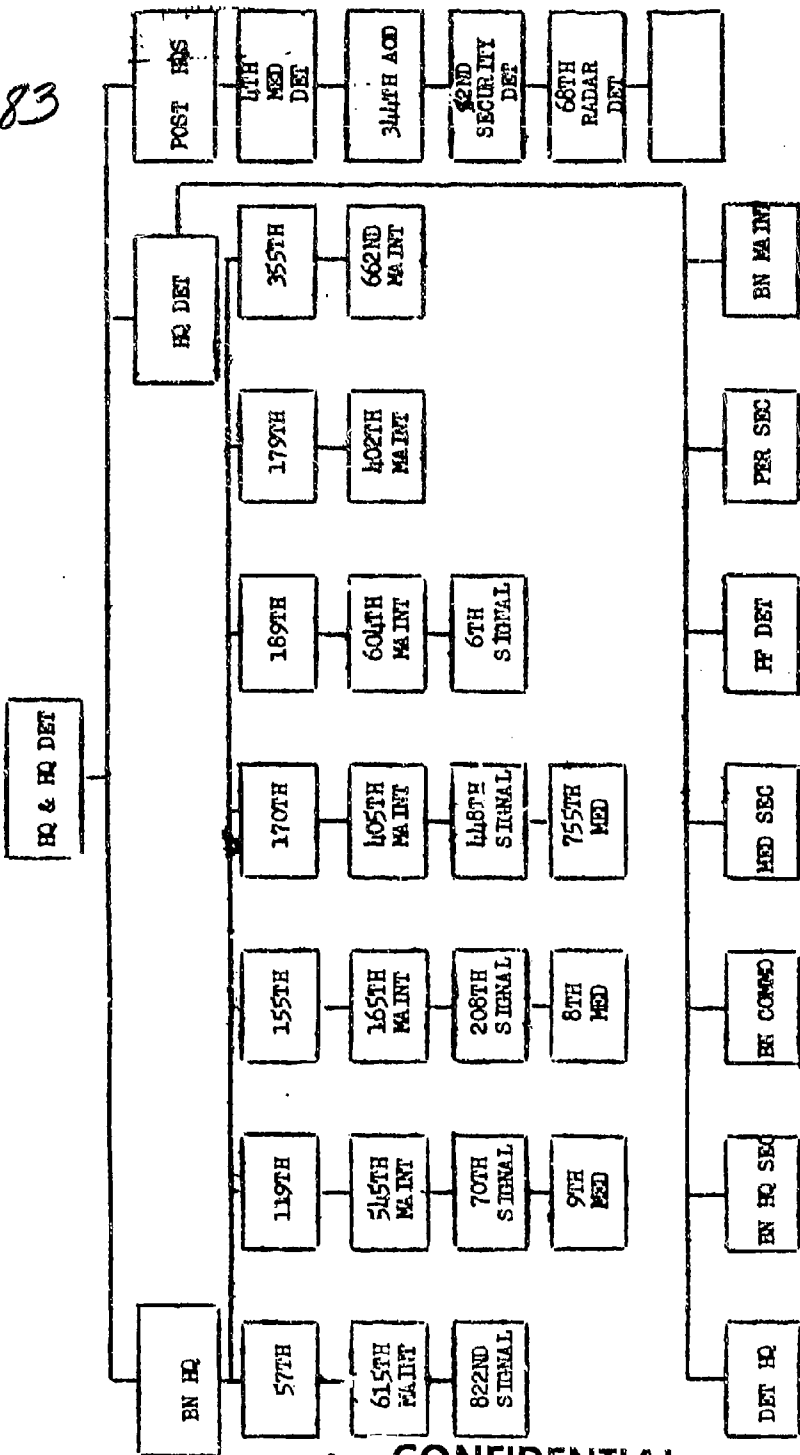 83
HQ & HQ DET
BN HQ
HQ DET
POST HQS
57TH
615TH
MAINT
822ND
SIGNAL
119TH
545TH
MAINT
70TH
SIGNAL
9TH
MED
155TH
165TH
MAINT
208TH
SIGNAL
8TH
MED
170TH
405TH
MAINT
448TH
SIGNAL
755TH
MED
189TH
604TH
MAINT
6TH
SIGNAL
179TH
402TH
MAINT
355TH
662ND
MAINT
4TH
MED
DET
344TH AOD
SECURITY
DET
68TH
RADAR
DET
DET HQ
BN HQ SEC
BN COMMO
MED SEC
PF DET
PER SEC
BN MAINT
CONFIDENTIAL